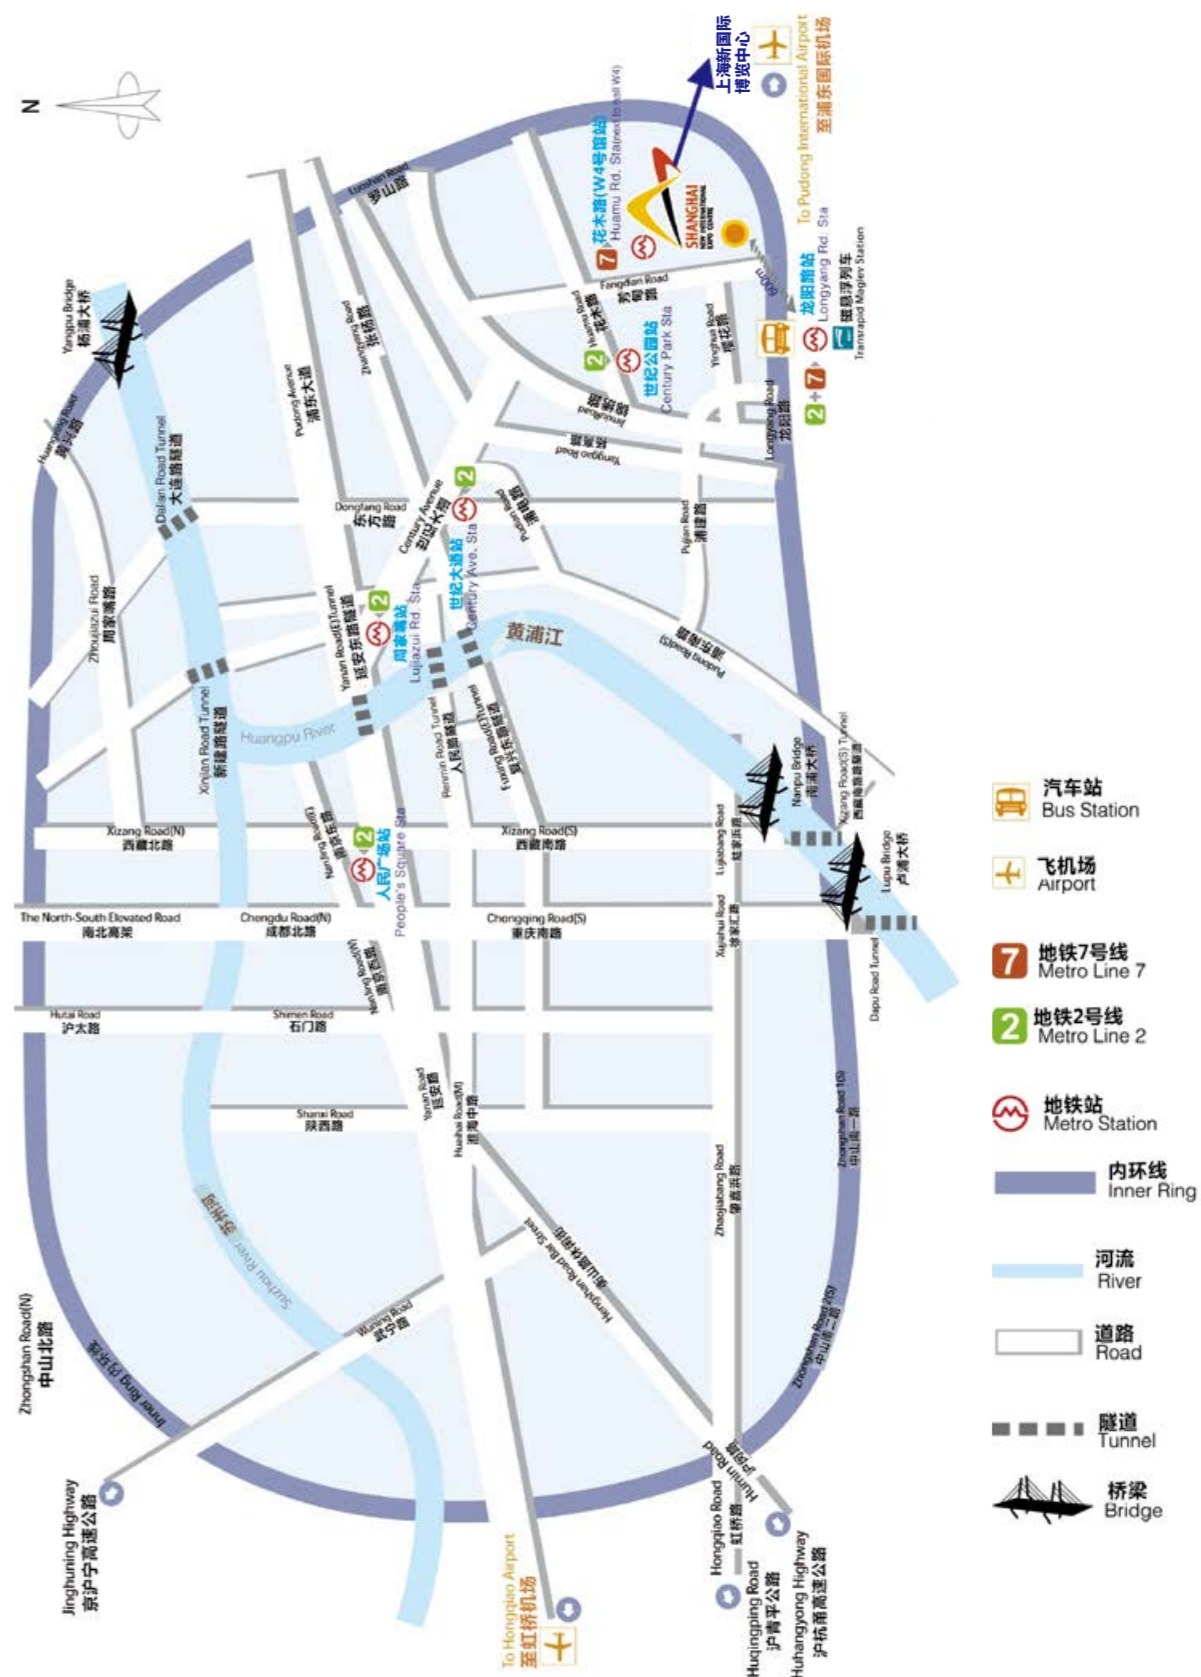 N
上海新国际
博览中心
To Pudong International Airport
至浦东国际机场
花木路(W4号馆站)
Huamu Rd. Sta(next to hall W4)
7
SHANGHAI
NEW INTERNATIONAL
EXPO CENTRE
Luoshan Road
罗山路
Yangpu Bridge
杨浦大桥
Fangdian Road
芳甸路
600m
龙阳路站
Longyang Rd. Sta
磁悬浮列车
Transrapid Maglev Station
2+7
Huamu Road
花木路
2
世纪公园站
Century Park Sta
Yinghua Road
樱花路
Zhangyang Road
张杨路
Pudong Avenue
浦东大道
Huangxing Road
黄兴路
Dalian Road Tunnel
大连路隧道
Longyang Road
龙阳路
Jinxiu Road
锦绣路
Yanggao Road
Dongfang Road
东方路
Century Avenue
世纪大道
2
世纪大道站
Century Ave. Sta
Pudian Road
浦电路
Pujian Road
浦建路
Zhoujiazui Road
周家嘴路
Yanan Road(E)Tunnel
延安东路隧道
2
周家嘴站
Lujiazui Rd. Sta
黄浦江
Pudong Road(S)
浦东南路
Xinjian Road Tunnel
新建路隧道
Huangpu River
Renmin Road Tunnel
人民路隧道
Fuxing Road(E)Tunnel
复兴东路隧道
Nanpu Bridge
南浦大桥
Xizang Road(S) Tunnel
西藏南路隧道
Xizang Road(N)
西藏北路
Nanjing Road(E)
南京东路
2
人民广场站
People's Square Sta
Xizang Road(S)
西藏南路
Lujiabang Road
陆家浜路
Lupu Bridge
卢浦大桥
The North-South Elevated Road
南北高架
Chengdu Road(N)
成都北路
Chongqing Road(S)
重庆南路
Xujiahui Road
徐家汇路
Dapu Road Tunnel
Nanjing Road(W)
南京西路
Hutai Road
沪太路
Shimen Road
石门路
Shanxi Road
陕西路
Yanan Road
延安路
Huaihai Road(M)
淮海中路
Zhongshan Road 1(S)
中山南一路
Zhaojiabang Road
肇嘉浜路
苏州河
Suzhou River
Hengshan Road Bar Street
衡山路休闲街
Zhongshan Road(N)
中山北路
Inner Ring 内环线
Wuning Road
武宁路
Zhongshan Road 2(S)
中山南二路
Jinghuning Highway
京沪宁高速公路
To Hongqiao Airport
至虹桥机场
Humin Road
沪闵路
Hongqiao Road
虹桥路
Huqingping Road
沪青平公路
Huhangyong Highway
沪杭甬高速公路
汽车站
Bus Station
飞机场
Airport
7
地铁7号线
Metro Line 7
2
地铁2号线
Metro Line 2
地铁站
Metro Station
内环线
Inner Ring
河流
River
道路
Road
隧道
Tunnel
桥梁
Bridge